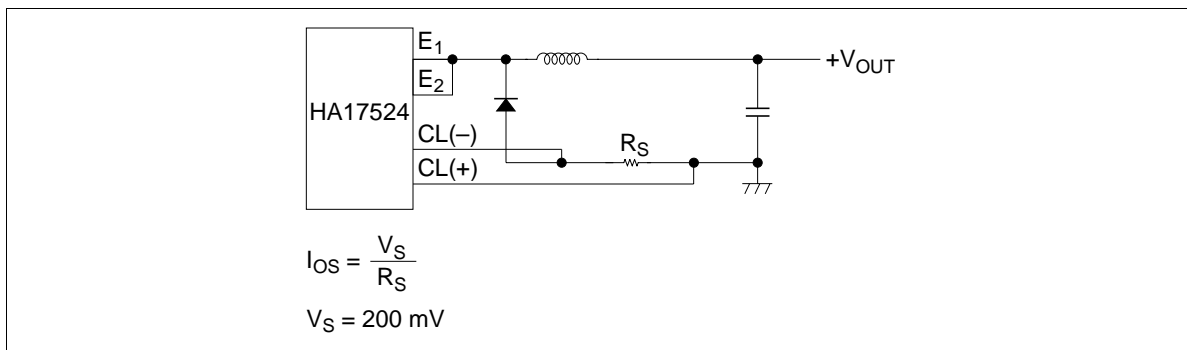 E1
E2
HA17524
CL(–)
CL(+)
RS
+VOUT
IOS = VS / RS
VS = 200 mV